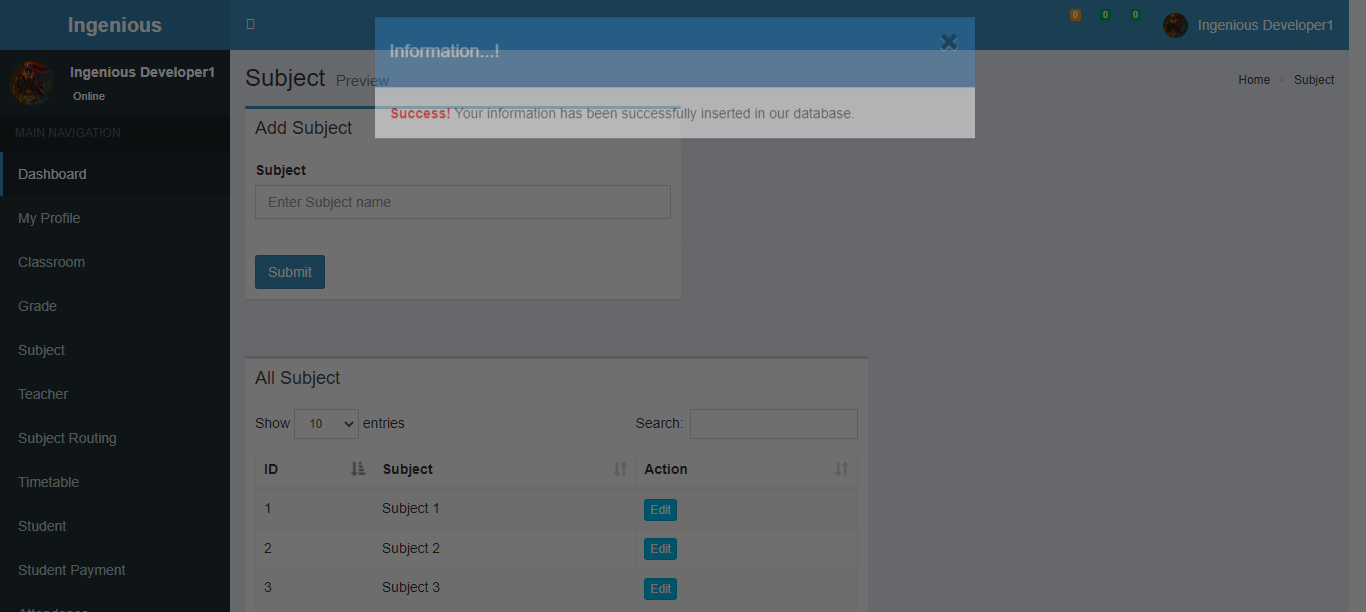 Ingenious
0 0 0 Ingenious Developer1
Ingenious Developer1
Online
MAIN NAVIGATION
Dashboard
My Profile
Classroom
Grade
Subject
Teacher
Subject Routing
Timetable
Student
Student Payment
Attendance
Information...!
Success! Your information has been successfully inserted in our database.
Subject Preview
Home > Subject
Add Subject
Subject
Enter Subject name
Submit
All Subject
Show 10 entries Search:
ID Subject Action
1 Subject 1 Edit
2 Subject 2 Edit
3 Subject 3 Edit